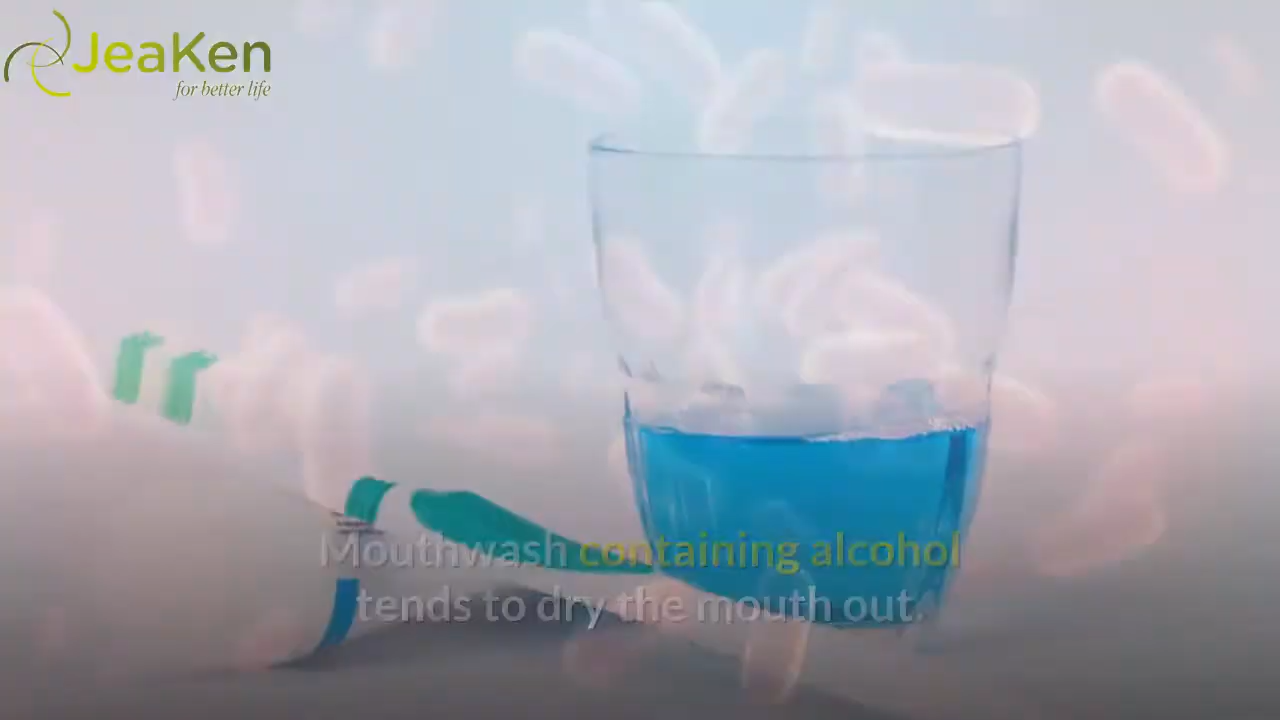 JeaKen
for better life
Mouthwash containing alcohol
tends to dry the mouth out.